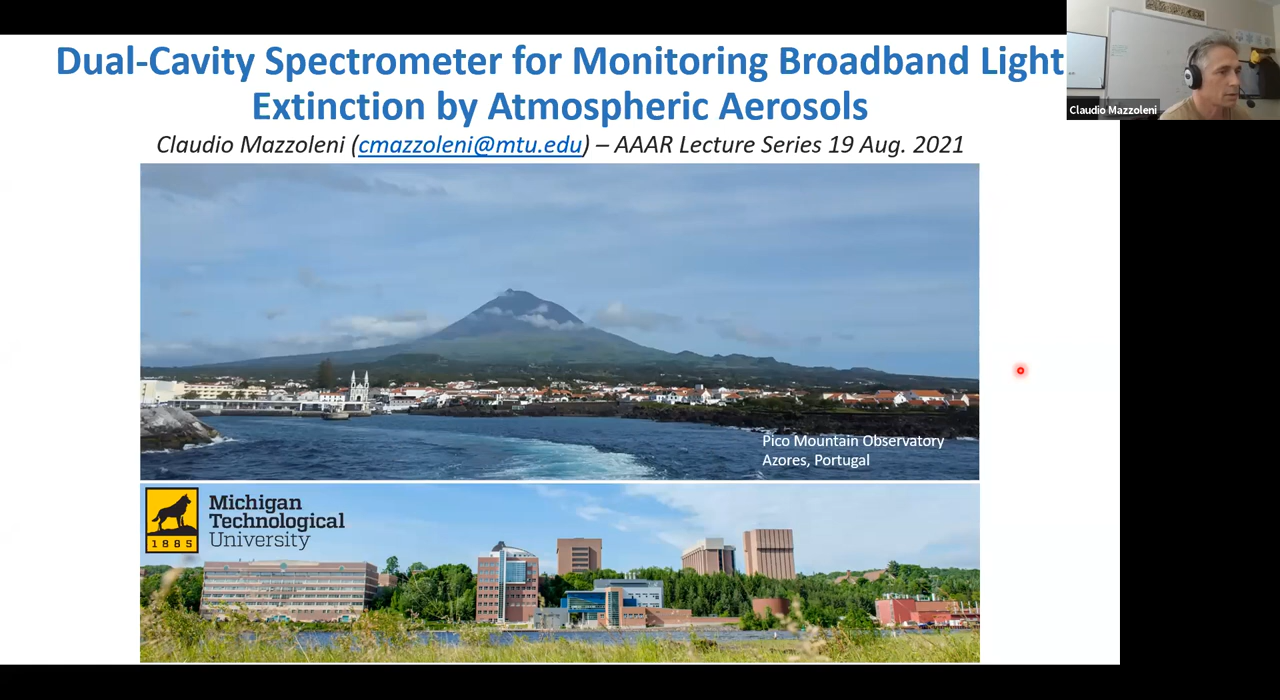 Dual-Cavity Spectrometer for Monitoring Broadband Light
Extinction by Atmospheric Aerosols
Claudio Mazzoleni (cmazzoleni@mtu.edu) – AAAR Lecture Series 19 Aug. 2021
Claudio Mazzoleni
Pico Mountain Observatory
Azores, Portugal
Michigan
Technological
University
1885